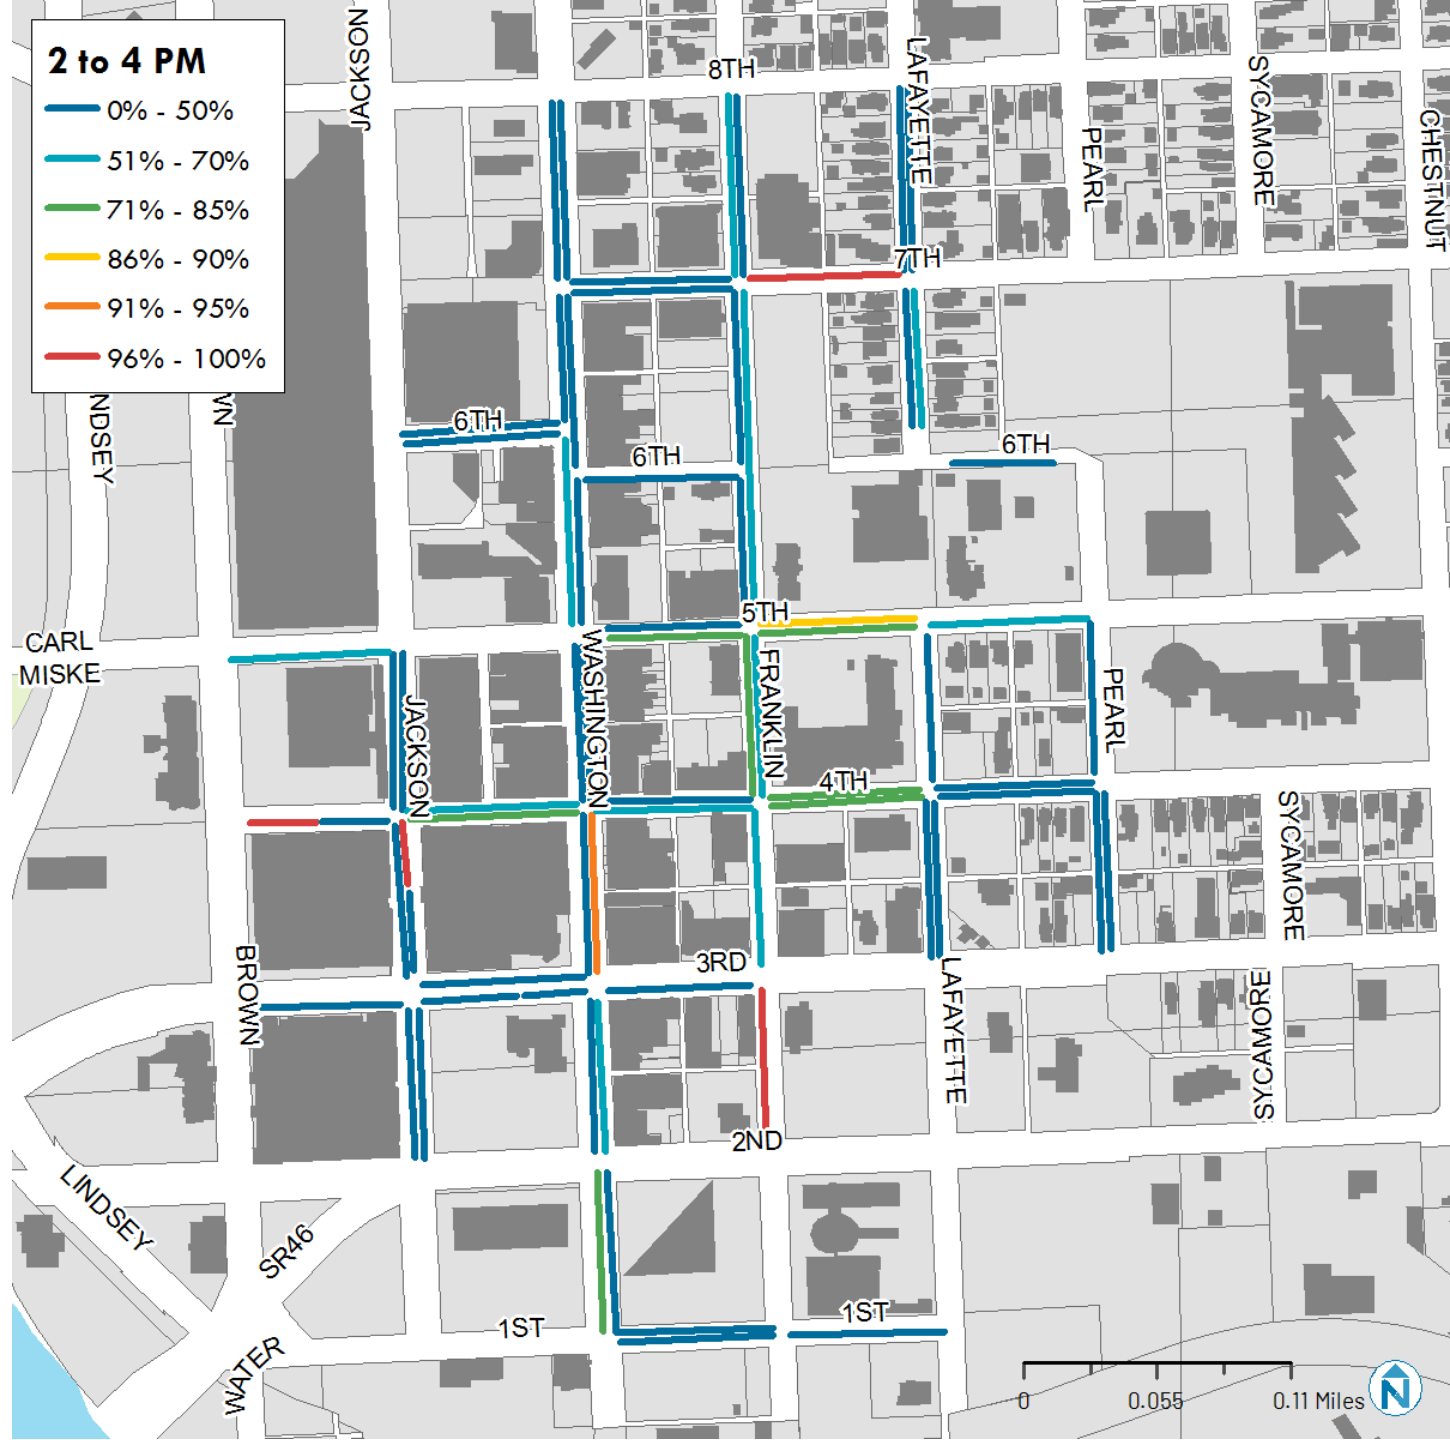 2 to 4 PM
0% - 50%
51% - 70%
71% - 85%
86% - 90%
91% - 95%
96% - 100%
JACKSON
8TH
LAFAYETTE
SYCAMORE
PEARL
CHESTNUT
7TH
NDSEY
VN
6TH
6TH
6TH
5TH
CARL
MISKE
WASHINGTON
FRANKLIN
PEARL
JACKSON
4TH
SYCAMORE
BROWN
3RD
LAFAYETTE
SYCAMORE
2ND
LINDSEY
SR46
1ST
1ST
WATER
0
0.055
0.11 Miles
N